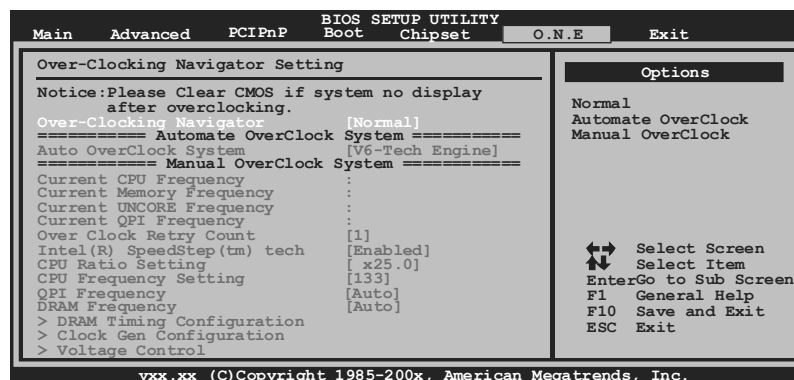 BIOS SETUP UTILITY
Main Advanced PCIPnP Boot Chipset O.N.E Exit
Over-Clocking Navigator Setting
Notice:Please Clear CMOS if system no display
after overclocking.
Over-Clocking Navigator [Normal]
=========== Automate OverClock System ===========
Auto OverClock System [V6-Tech Engine]
============ Manual OverClock System ============
Current CPU Frequency :
Current Memory Frequency :
Current UNCORE Frequency :
Current QPI Frequency :
Over Clock Retry Count [1]
Intel(R) SpeedStep(tm) tech [Enabled]
CPU Ratio Setting [ x25.0]
CPU Frequency Setting [133]
QPI Frequency [Auto]
DRAM Frequency [Auto]
> DRAM Timing Configuration
> Clock Gen Configuration
> Voltage Control
Options
Normal
Automate OverClock
Manual OverClock
Select Screen
Select Item
EnterGo to Sub Screen
F1 General Help
F10 Save and Exit
ESC Exit
vxx.xx (C)Copyright 1985-200x, American Megatrends, Inc.